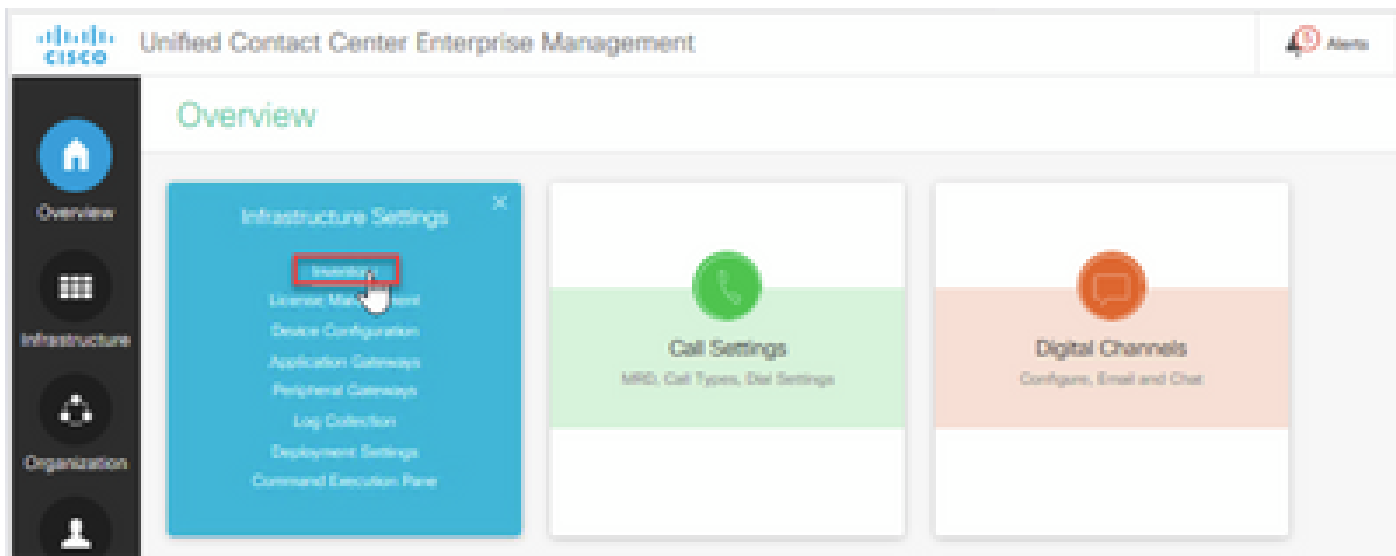 CISCO Unified Contact Center Enterprise Management
Alerts
Overview
Overview
Infrastructure
Organization
Infrastructure Settings
Inventory
License Management
Device Configuration
Application Gateways
Peripheral Gateways
Log Collection
Deployment Settings
Command Execution Pane
Call Settings
MRD, Call Types, Dial Settings
Digital Channels
Configure, Email and Chat